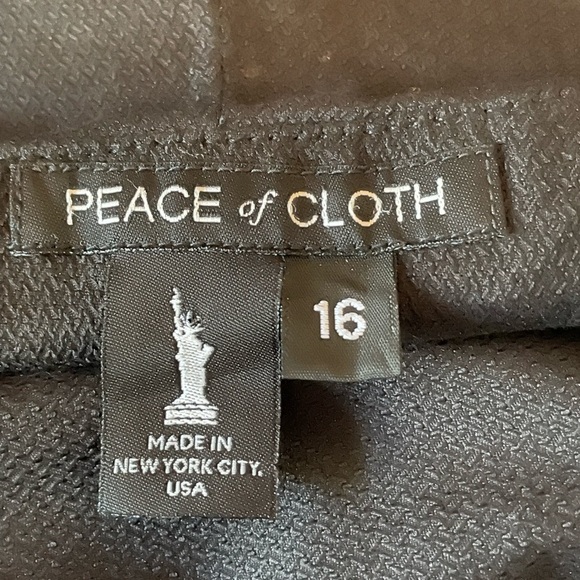 PEACE of CLOTH
16
MADE IN
NEW YORK CITY,
USA